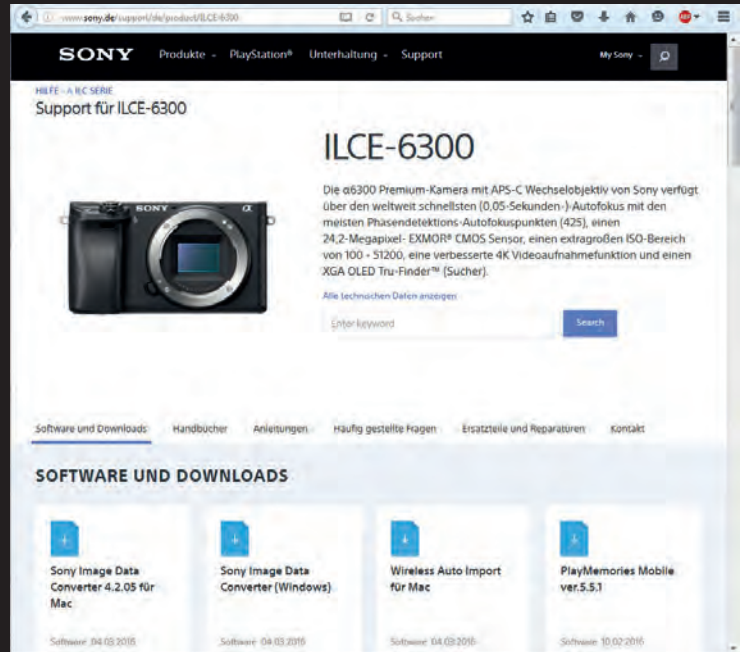 www.sony.de/support/de/product/ILCE-6300
Suchen
ABP
SONY
Produkte
PlayStation®
Unterhaltung
Support
My Sony
HILFE - A ILC SERIE
Support für ILCE-6300
SONY
α
ILCE-6300
Die α6300 Premium-Kamera mit APS-C Wechselobjektiv von Sony verfügt
über den weltweit schnellsten (0,05-Sekunden-)-Autofokus mit den
meisten Phasendetektions-Autofokuspunkten (425), einen
24,2-Megapixel- EXMOR® CMOS Sensor, einen extragroßen ISO-Bereich
von 100 - 51200, eine verbesserte 4K Videoaufnahmefunktion und einen
XGA OLED Tru-Finder™ (Sucher).
Alle technischen Daten anzeigen
Enter keyword
Search
Software und Downloads
Handbücher
Anleitungen
Häufig gestellte Fragen
Ersatzteile und Reparaturen
Kontakt
SOFTWARE UND DOWNLOADS
Sony Image Data
Converter 4.2.05 für
Mac
Software 04.03.2016
Sony Image Data
Converter (Windows)
Software 04.03.2016
Wireless Auto Import
für Mac
Software 04.03.2016
PlayMemories Mobile
ver.5.5.1
Software 10.02.2016